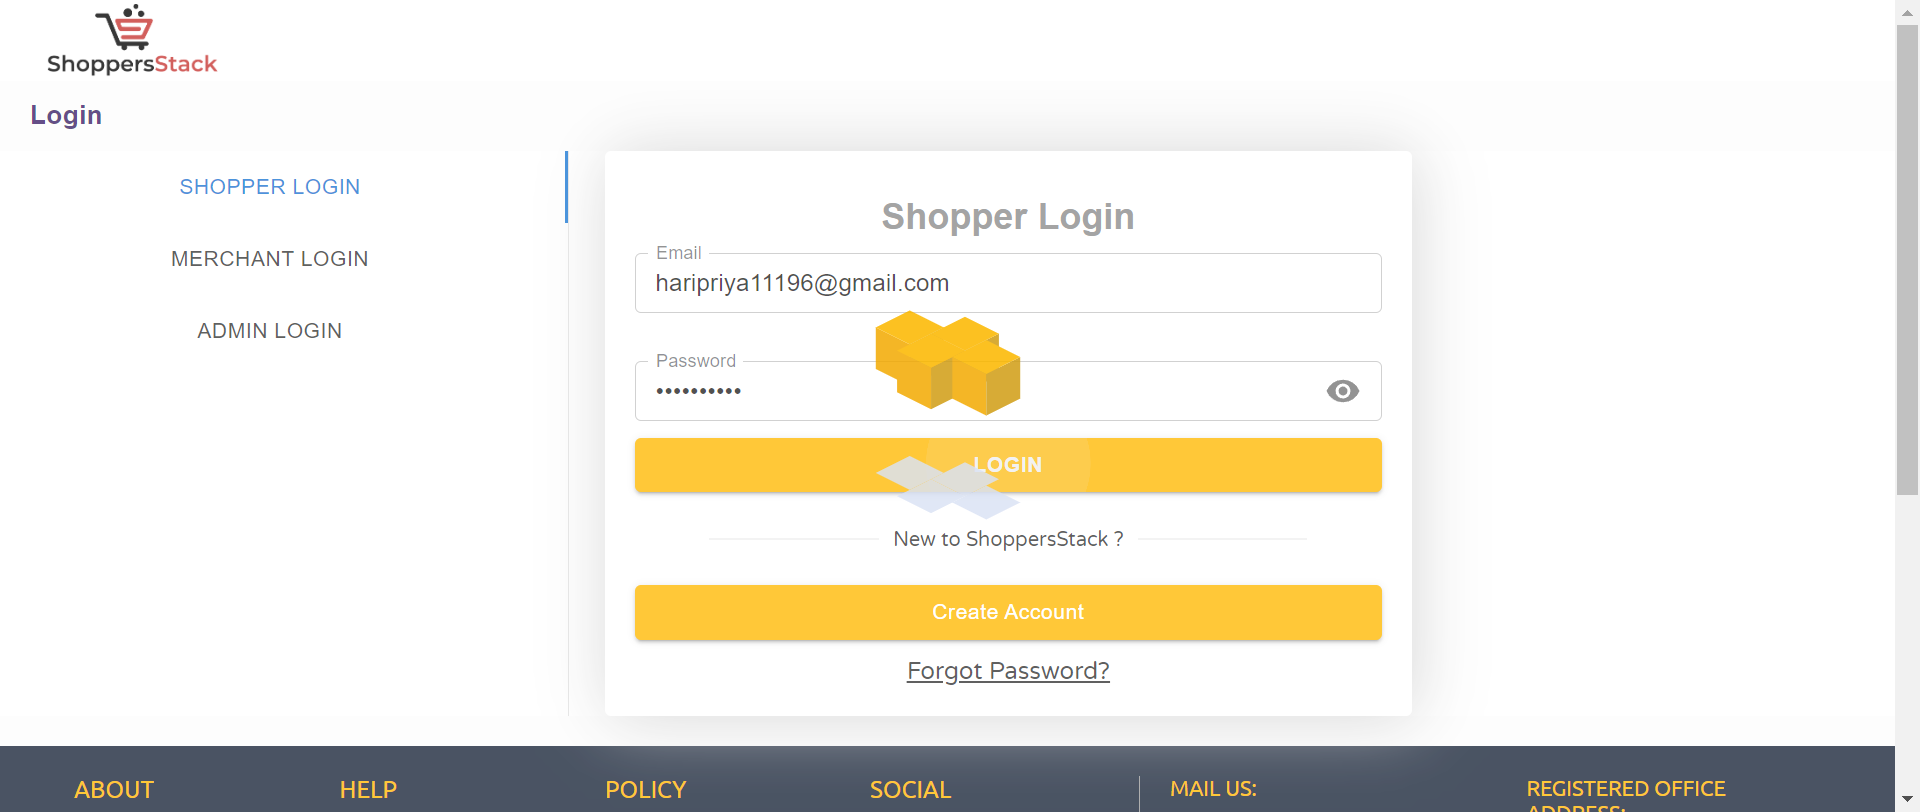 ShoppersStack
Login
SHOPPER LOGIN
MERCHANT LOGIN
ADMIN LOGIN
Shopper Login
Email
haripriya11196@gmail.com
Password
••••••••••
LOGIN
New to ShoppersStack ?
Create Account
Forgot Password?
ABOUT
HELP
POLICY
SOCIAL
MAIL US:
REGISTERED OFFICE
ADDRESS: